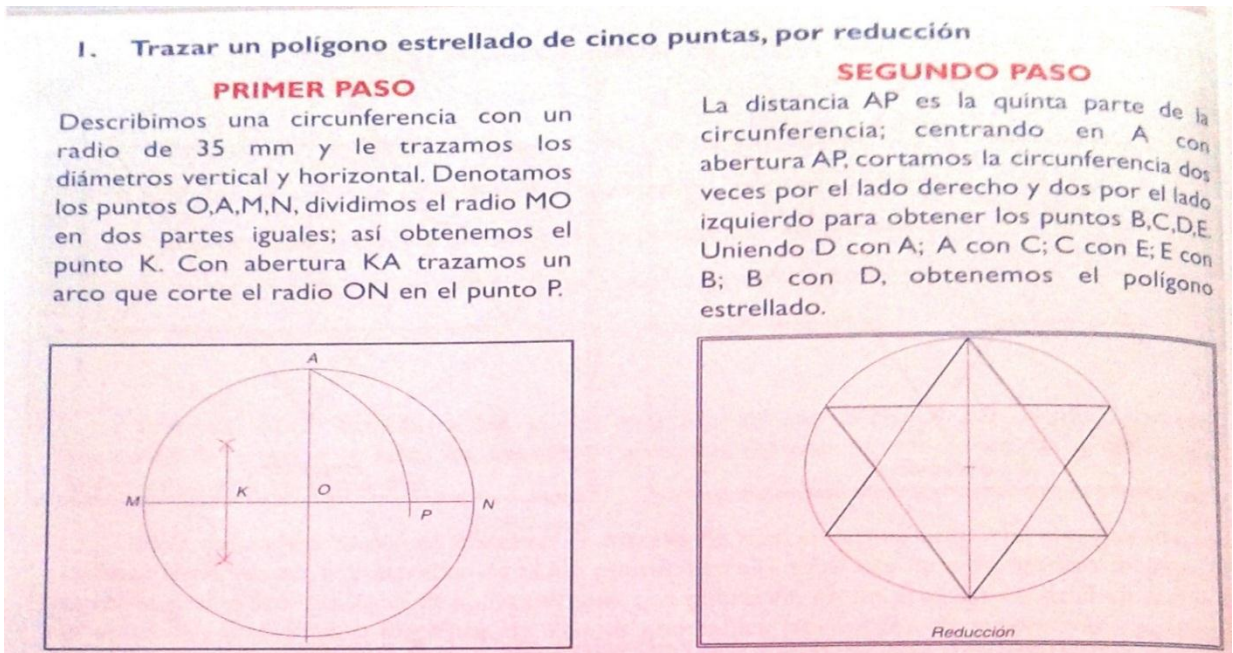 1. Trazar un polígono estrellado de cinco puntas, por reducción
PRIMER PASO
Describimos una circunferencia con un
radio de 35 mm y le trazamos los
diámetros vertical y horizontal. Denotamos
los puntos O,A,M,N, dividimos el radio MO
en dos partes iguales; así obtenemos el
punto K. Con abertura KA trazamos un
arco que corte el radio ON en el punto P.
A
M
K
O
P
N
SEGUNDO PASO
La distancia AP es la quinta parte de la
circunferencia; centrando en A con
abertura AP, cortamos la circunferencia dos
veces por el lado derecho y dos por el lado
izquierdo para obtener los puntos B,C,D,E.
Uniendo D con A; A con C; C con E; E con
B; B con D, obtenemos el polígono
estrellado.
Reducción